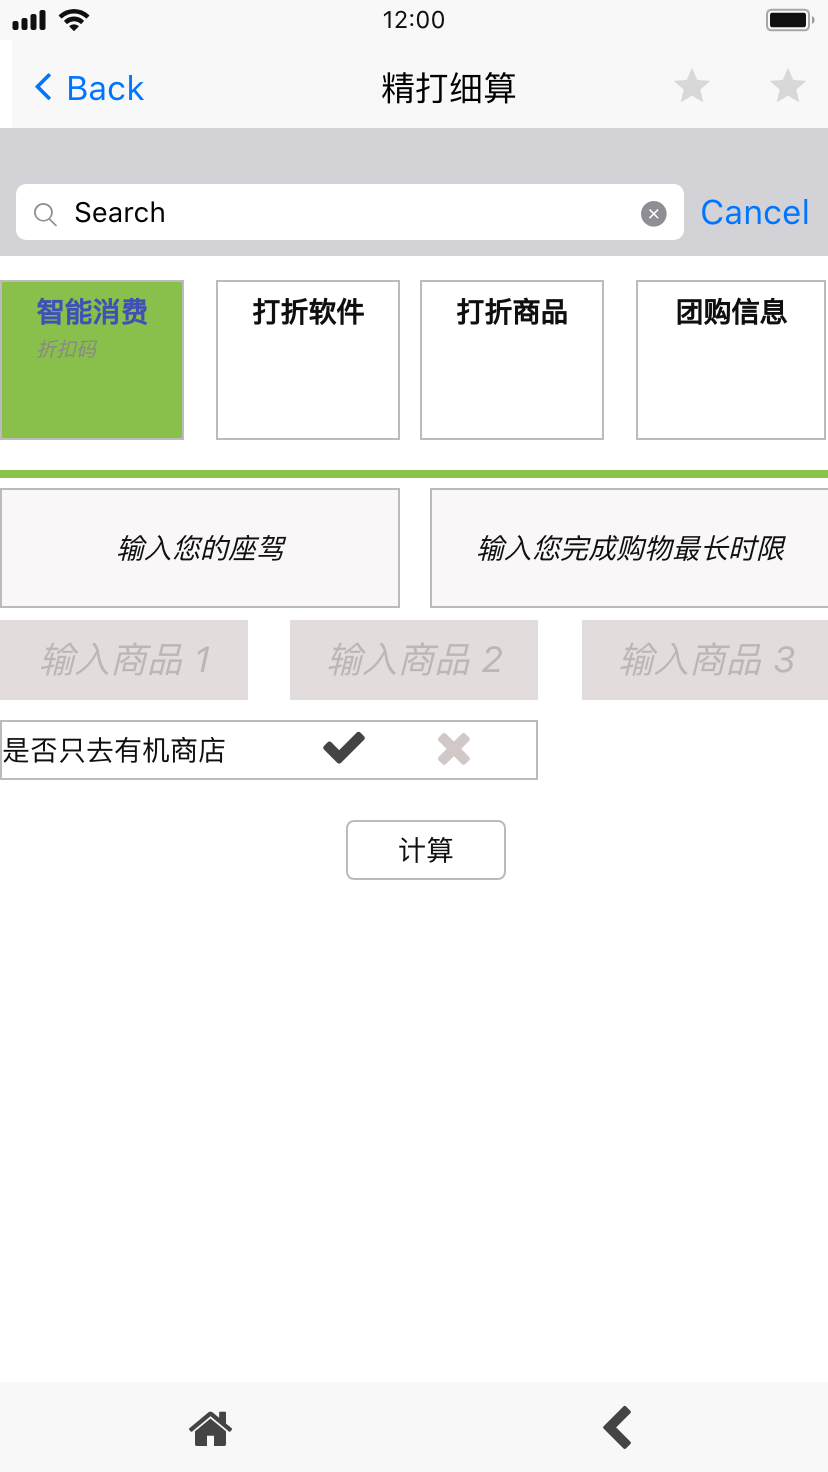 12:00
Back
精打细算
Search
Cancel
智能消费
打折软件
打折商品
团购信息
折扣码
输入您的座驾
输入您完成购物最长时限
输入商品 1
输入商品 2
输入商品 3
是否只去有机商店
计算